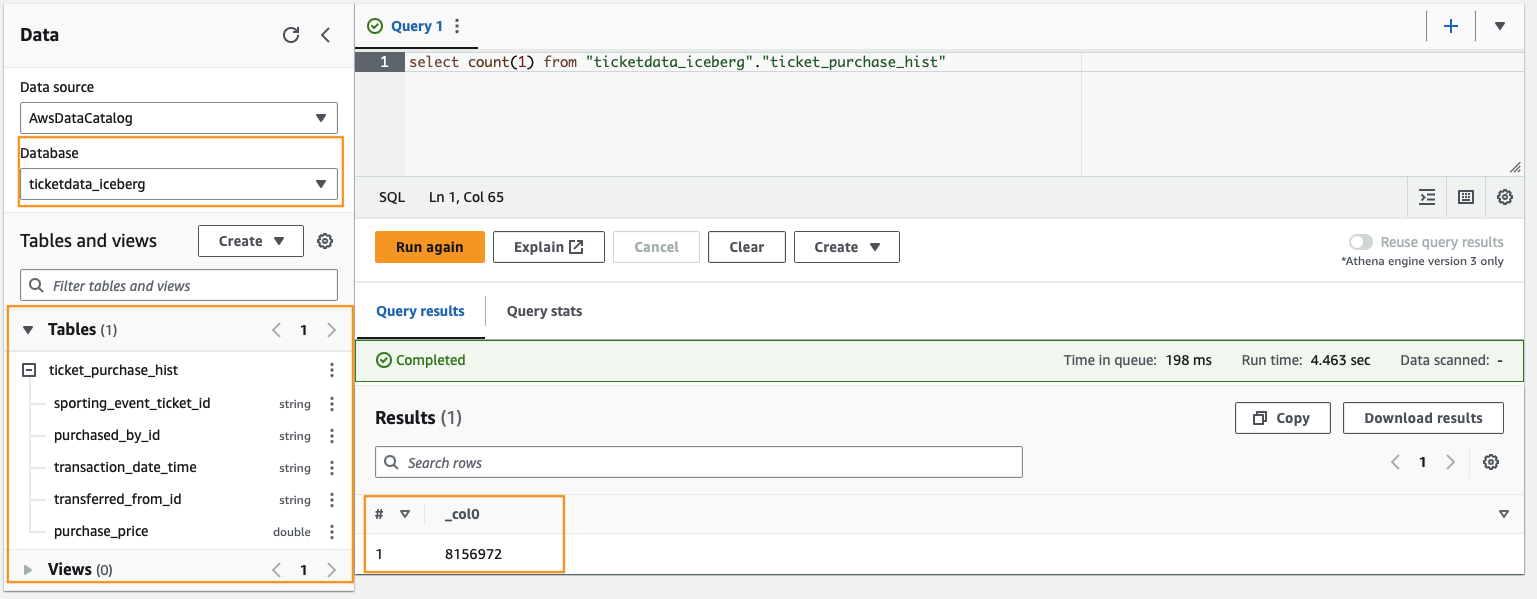 Data
Data source
AwsDataCatalog
Database
ticketdata_iceberg
Tables and views
Create
Filter tables and views
Tables (1)
1
ticket_purchase_hist
sporting_event_ticket_id string
purchased_by_id string
transaction_date_time string
transferred_from_id string
purchase_price double
Views (0)
1
Query 1
1 select count(1) from "ticketdata_iceberg"."ticket_purchase_hist"
SQL Ln 1, Col 65
Run again Explain Cancel Clear Create
Reuse query results
*Athena engine version 3 only
Query results Query stats
Completed Time in queue: 198 ms Run time: 4.463 sec Data scanned: -
Results (1) Copy Download results
Search rows 1
# _col0
1 8156972